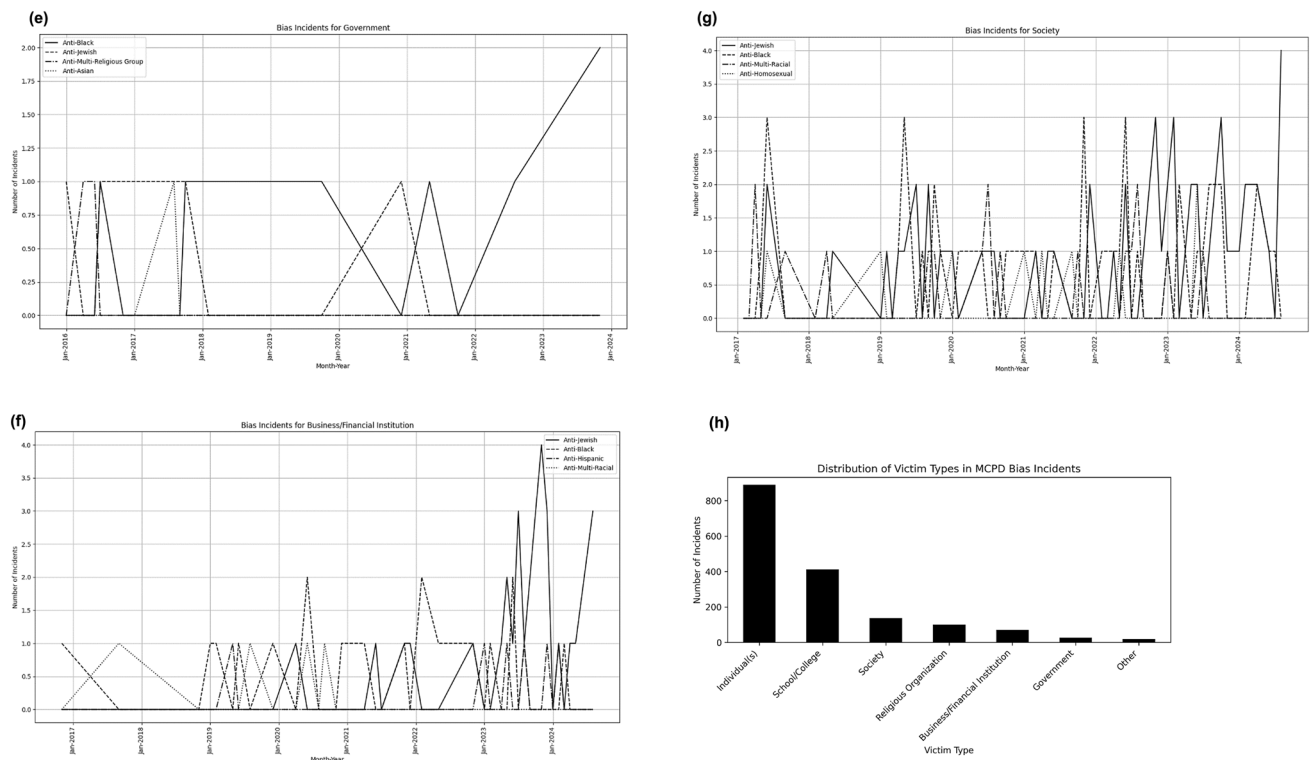 (e)
Bias Incidents for Government
Anti-Black
Anti-Jewish
Anti-Multi-Religious Group
Anti-Asian
Number of Incidents
2.00
1.75
1.50
1.25
1.00
0.75
0.50
0.25
0.00
Jan-2016
Jan-2017
Jan-2018
Jan-2019
Jan-2020
Jan-2021
Jan-2022
Jan-2023
Jan-2024
Month-Year
(g)
Bias Incidents for Society
Anti-Jewish
Anti-Black
Anti-Multi-Racial
Anti-Homosexual
Number of Incidents
4.0
3.5
3.0
2.5
2.0
1.5
1.0
0.5
0.0
Jan-2017
Jan-2018
Jan-2019
Jan-2020
Jan-2021
Jan-2022
Jan-2023
Jan-2024
Month-Year
(f)
Bias Incidents for Business/Financial Institution
Anti-Jewish
Anti-Black
Anti-Hispanic
Anti-Multi-Racial
Number of Incidents
4.0
3.5
3.0
2.5
2.0
1.5
1.0
0.5
0.0
Jan-2017
Jan-2018
Jan-2019
Jan-2020
Jan-2021
Jan-2022
Jan-2023
Jan-2024
Month-Year
(h)
Distribution of Victim Types in MCPD Bias Incidents
Number of Incidents
800
600
400
200
0
Individual(s)
School/College
Society
Religious Organization
Business/Financial Institution
Government
Other
Victim Type